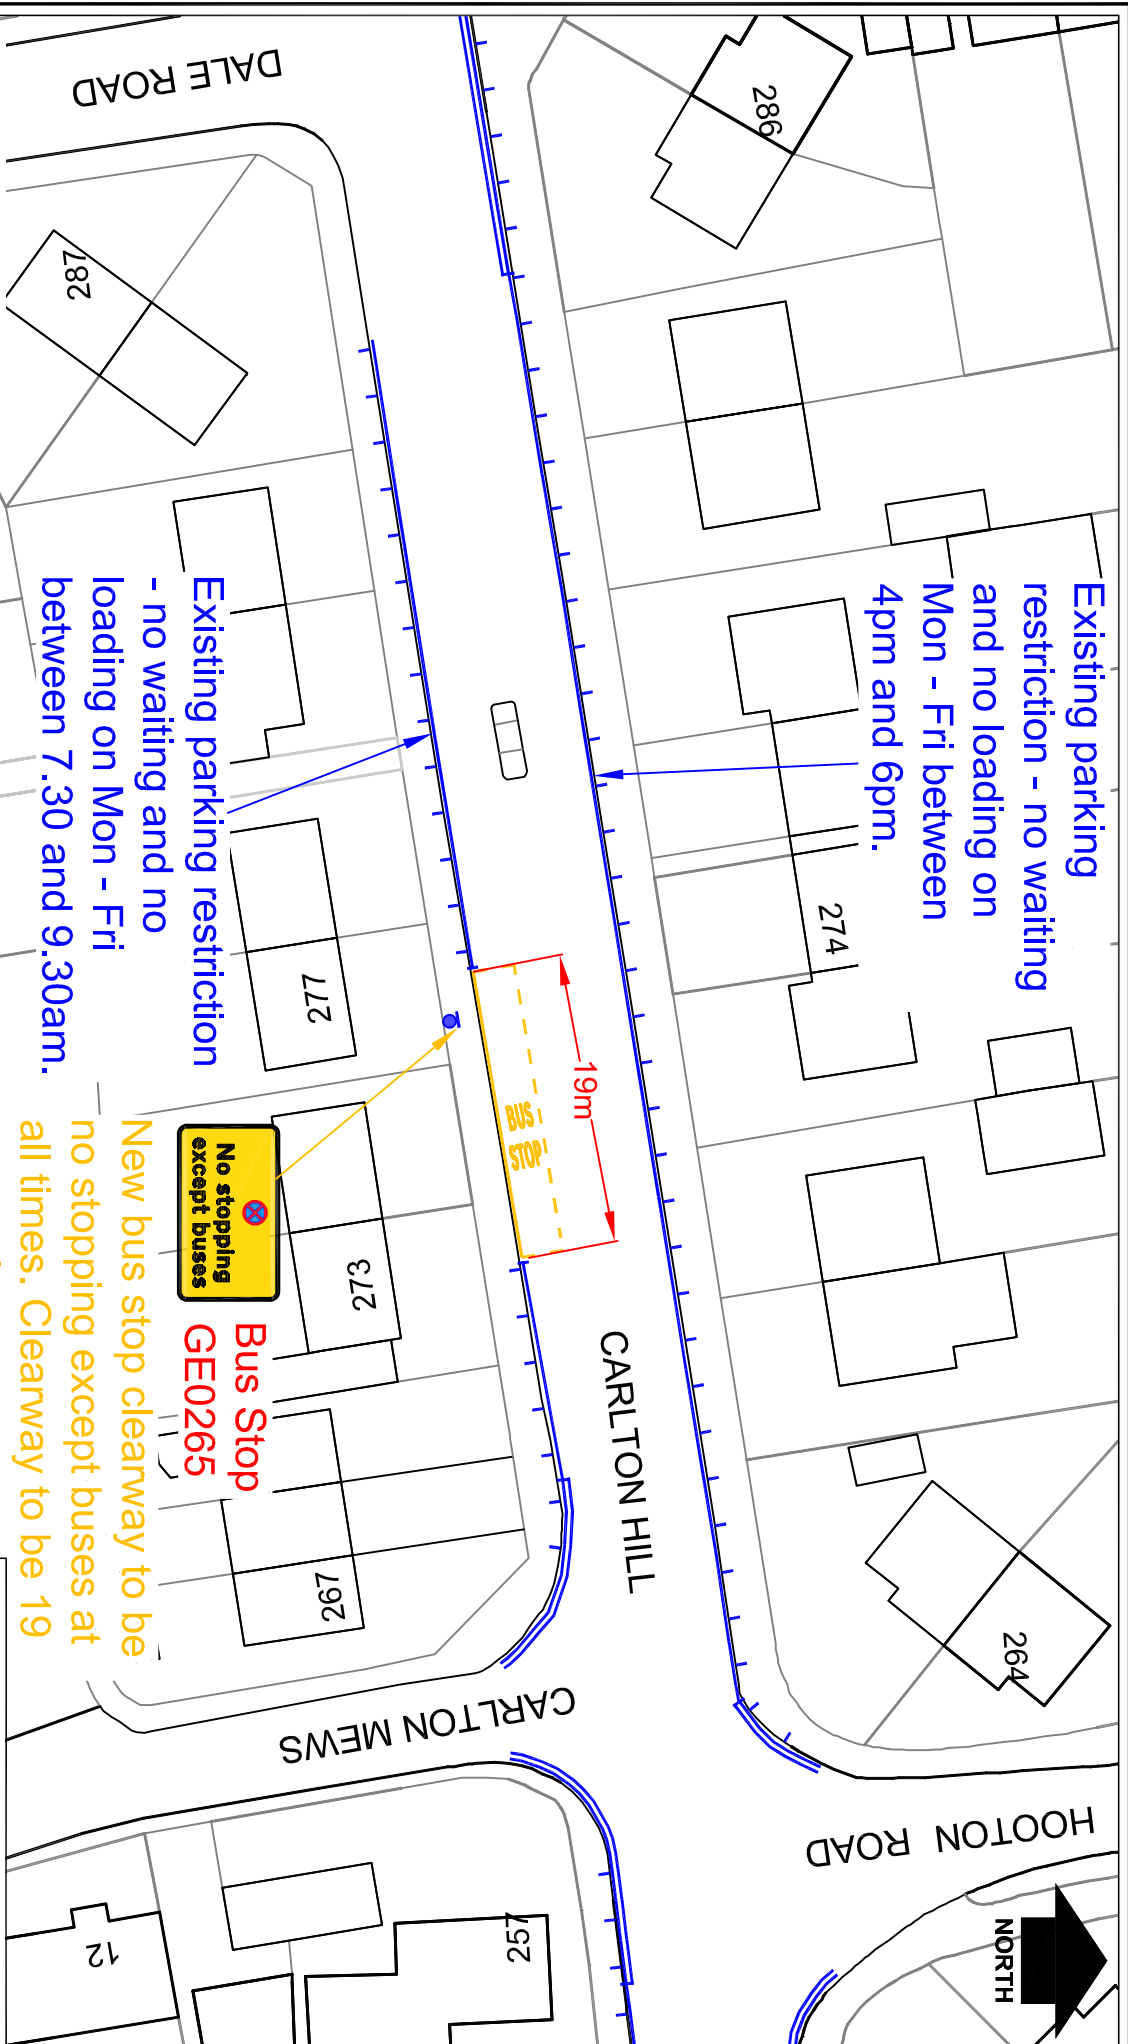 Existing parking
restriction - no waiting
and no loading on
Mon - Fri between
4pm and 6pm.
Existing parking restriction
- no waiting and no
loading on Mon - Fri
between 7.30 and 9.30am.
No stopping
except buses
Bus Stop
GE0265
New bus stop clearway to be
no stopping except buses at
all times. Clearway to be 19
19m
BUS
STOP
CARLTON HILL
DALE ROAD
CARLTON MEWS
HOOTON ROAD
NORTH
286
287
274
277
273
267
264
257
12